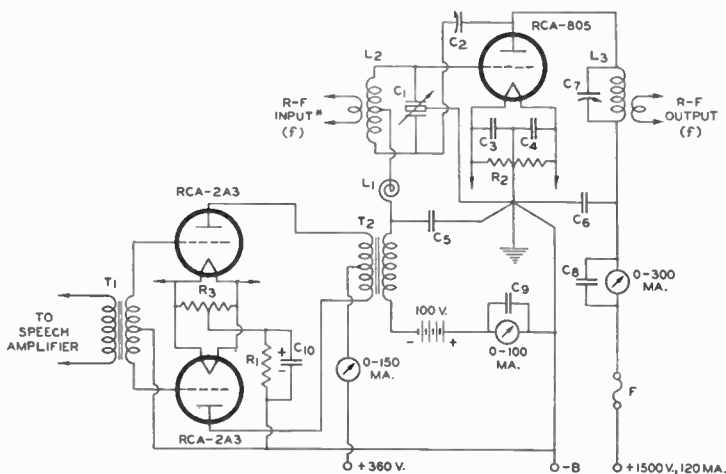 RCA-805
C2
L2
L3
C1
C7
R-F
INPUT*
(f)
R-F
OUTPUT
(f)
C3
C4
R2
L1
RCA-2A3
T2
C5
C6
T1
C8
0-300
MA.
R3
C9
100 V.
TO
SPEECH
AMPLIFIER
- +
0-100
MA.
C10
+
-
R1
0-150
MA.
F
RCA-2A3
+360 V.
-B
+1500 V., 120 MA.